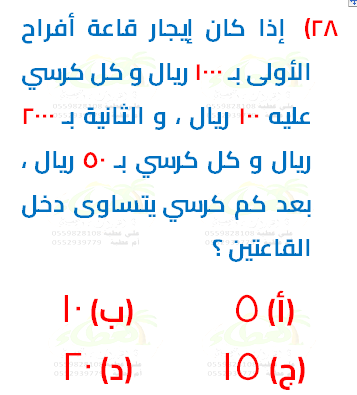 ٢٨) إذا كان إيجار قاعة أفراح
الأولى بـ ١٠٠٠ ريال و كل كرسي
عليه ١٠٠ ريال ، و الثانية بـ ٢٠٠٠
ريال و كل كرسي بـ ٥٠ ريال ،
بعد كم كرسي يتساوى دخل
القاعتين ؟
(أ) ٥ (ب) ١٠
(ج) ١٥ (د) ٢٠